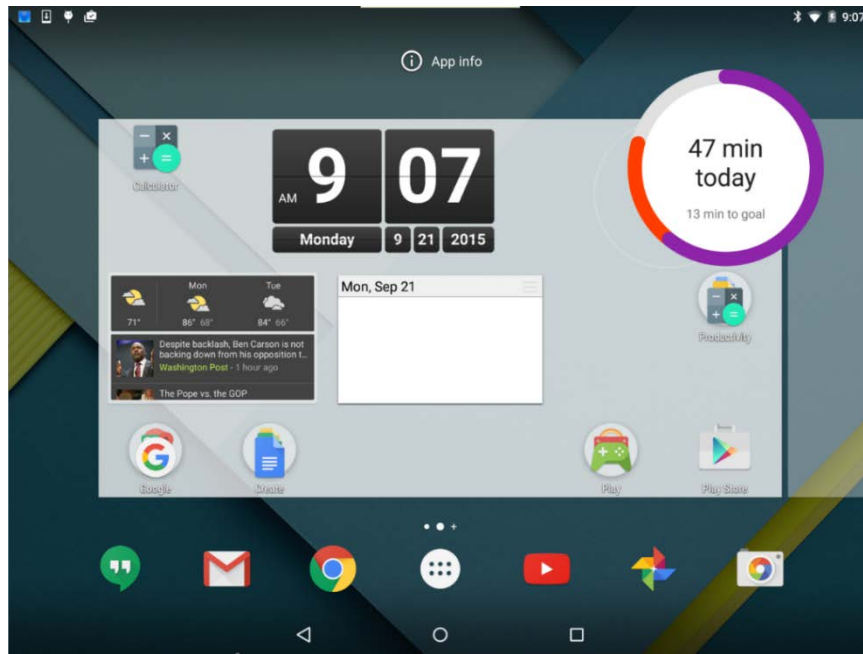 9:07
App info
Calculator
AM 9 07
Monday 9 21 2015
47 min
today
13 min to goal
Mon Tue
71° 86° 68° 84° 66°
Despite backlash, Ben Carson is not
backing down from his opposition t...
Washington Post - 1 hour ago
The Pope vs. the GOP
Mon, Sep 21
Productivity
Google
Create
Play
Play Store